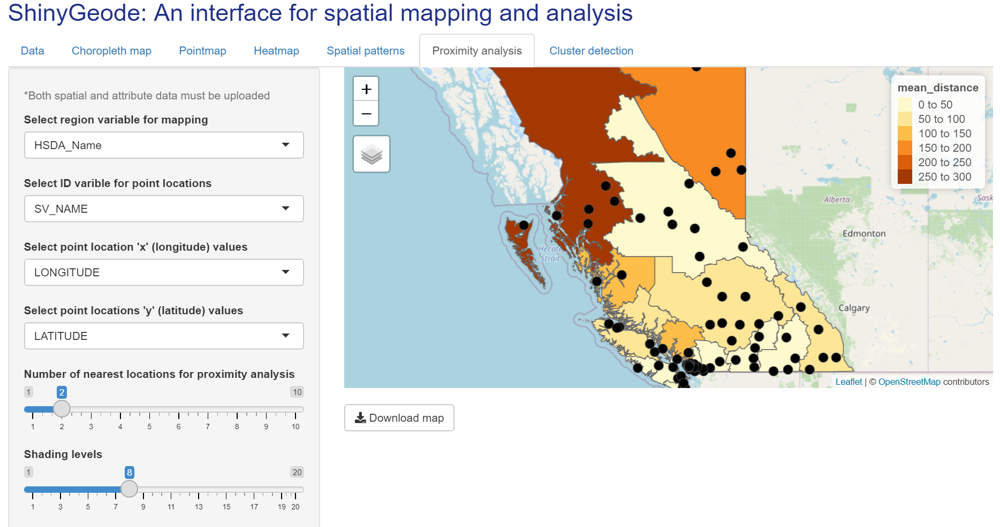 ShinyGeode: An interface for spatial mapping and analysis
Data Choropleth map Pointmap Heatmap Spatial patterns Proximity analysis Cluster detection
*Both spatial and attribute data must be uploaded
Select region variable for mapping
HSDA_Name
Select ID varible for point locations
SV_NAME
Select point location 'x' (longitude) values
LONGITUDE
Select point locations 'y' (latitude) values
LATITUDE
Number of nearest locations for proximity analysis
1 2 10
1 2 3 4 5 6 7 8 9 10
Shading levels
1 8 20
1 3 5 7 9 11 13 15 17 19 20
+
−
mean_distance
0 to 50
50 to 100
100 to 150
150 to 200
200 to 250
250 to 300
Alberta
Sask
Edmonton
Hecate
Strait
Calgary
Leaflet | © OpenStreetMap contributors
Download map